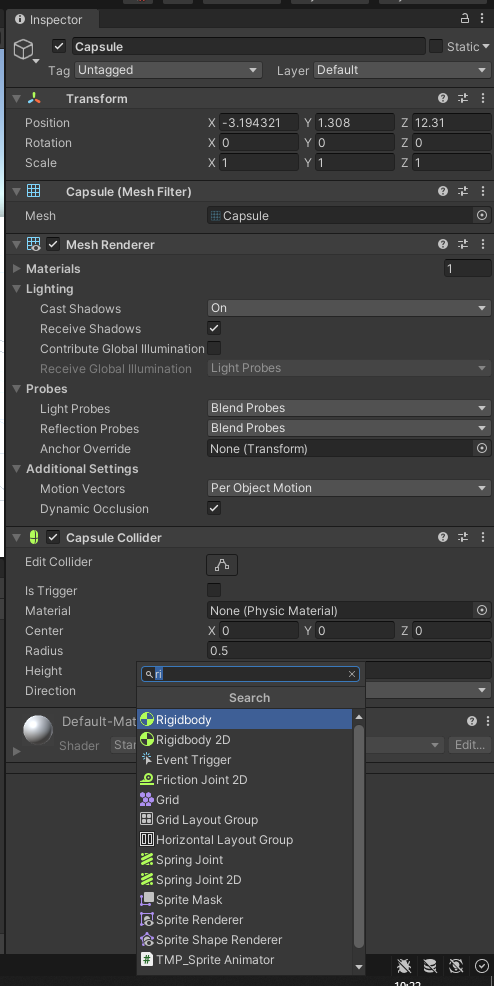 Inspector
Capsule
Static
Tag Untagged Layer Default
Transform
Position X -3.194321 Y 1.308 Z 12.31
Rotation X 0 Y 0 Z 0
Scale X 1 Y 1 Z 1
Capsule (Mesh Filter)
Mesh Capsule
Mesh Renderer
Materials 1
Lighting
Cast Shadows On
Receive Shadows
Contribute Global Illumination
Receive Global Illumination Light Probes
Probes
Light Probes Blend Probes
Reflection Probes Blend Probes
Anchor Override None (Transform)
Additional Settings
Motion Vectors Per Object Motion
Dynamic Occlusion
Capsule Collider
Edit Collider
Is Trigger
Material None (Physic Material)
Center X 0 Y 0 Z 0
Radius 0.5
Height
Direction
ri
Search
Rigidbody
Rigidbody 2D
Event Trigger
Friction Joint 2D
Grid
Grid Layout Group
Horizontal Layout Group
Spring Joint
Spring Joint 2D
Sprite Mask
Sprite Renderer
Sprite Shape Renderer
TMP_Sprite Animator
Default-Mat
Shader Stan
Edit...